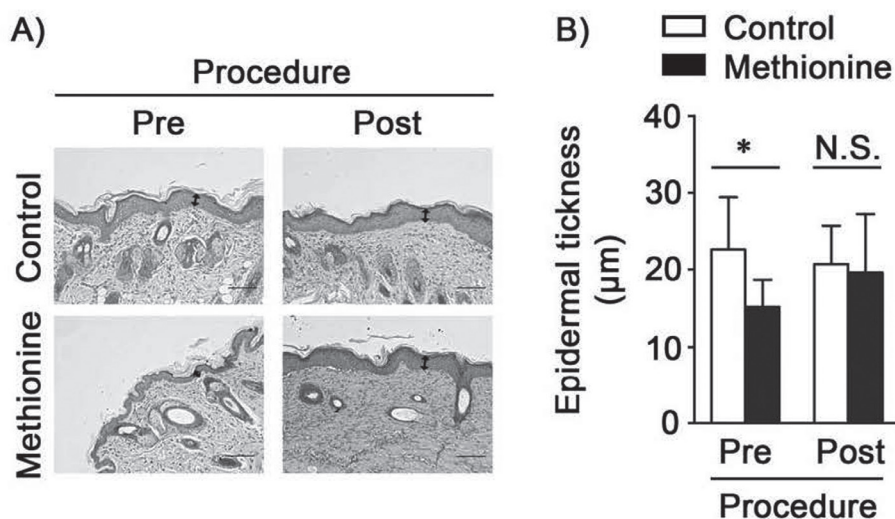 A)
Procedure
Pre Post
Control
Methionine
B)
Control
Methionine
Epidermal tickness
(µm)
40
30
20
10
0
* N.S.
Pre Post
Procedure